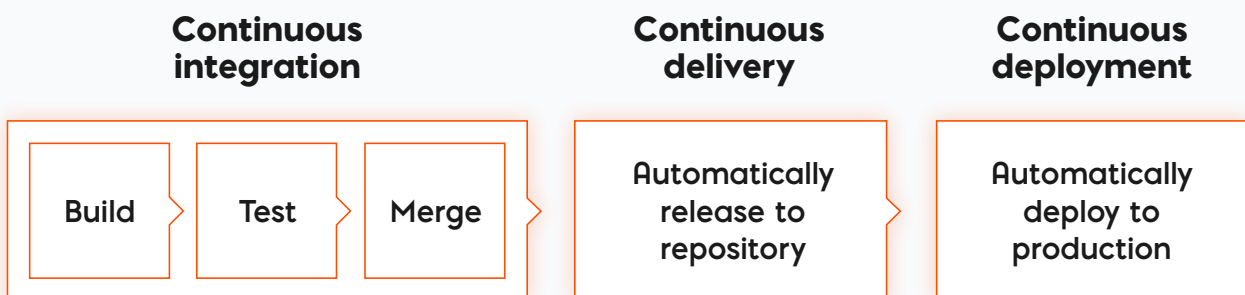 Continuous
integration
Continuous
delivery
Continuous
deployment
Build
Test
Merge
Automatically
release to
repository
Automatically
deploy to
production